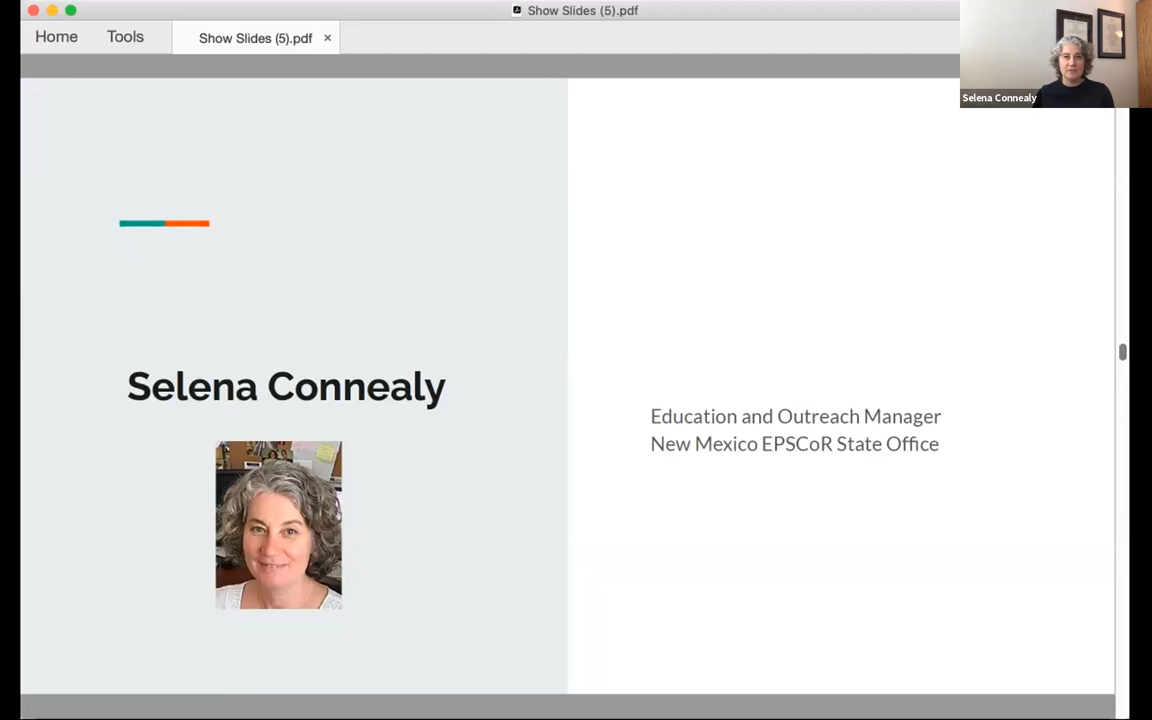 Show Slides (5).pdf
Home
Tools
Show Slides (5).pdf ×
Selena Connealy
Selena Connealy
Education and Outreach Manager
New Mexico EPSCoR State Office